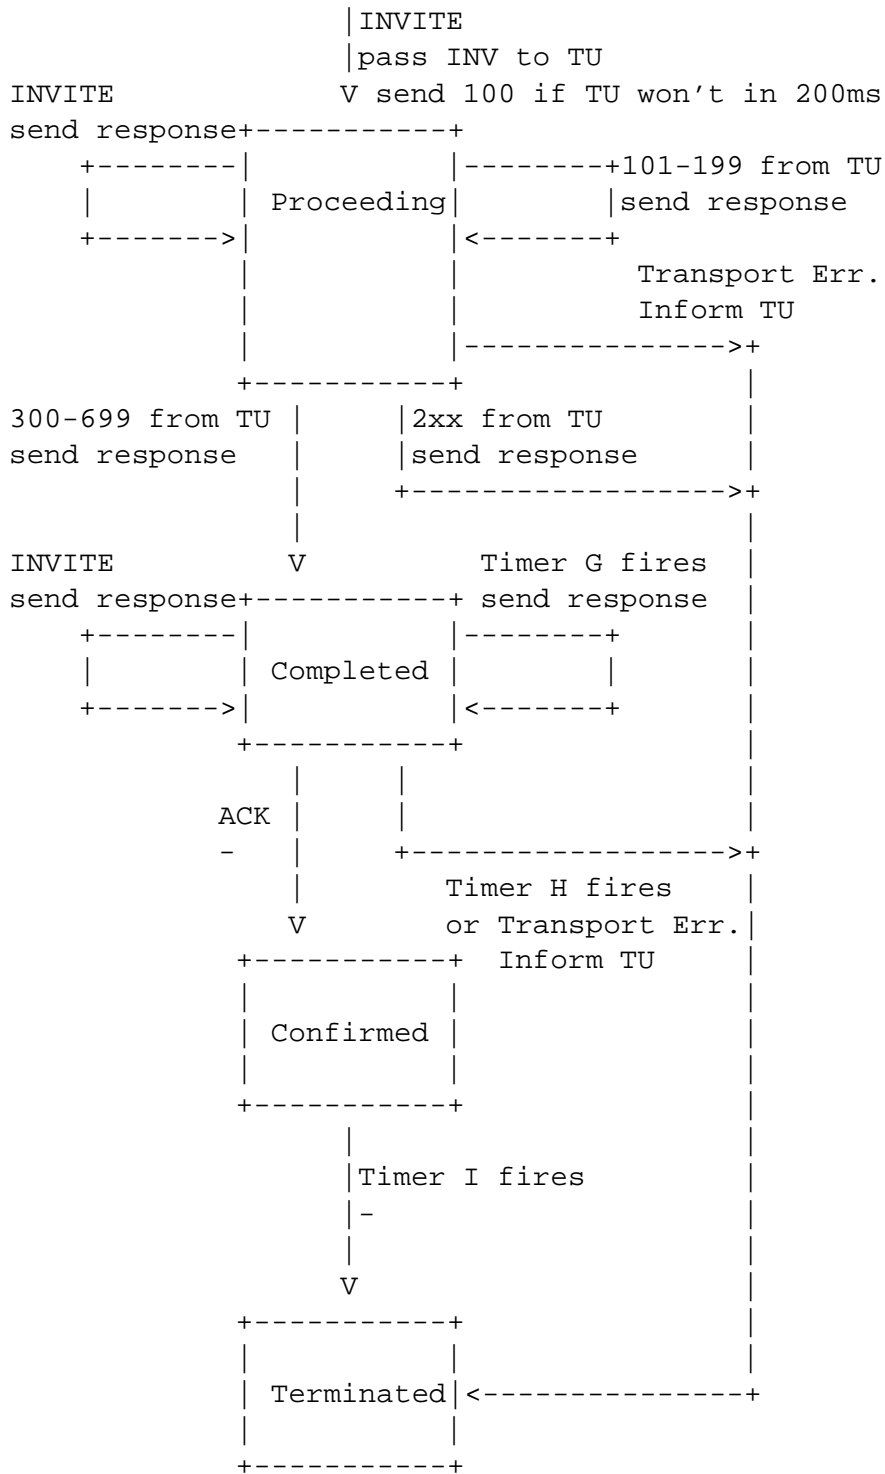 |INVITE
|pass INV to TU
INVITE V send 100 if TU won't in 200ms
send response+-----------+
+--------| |--------+101-199 from TU
| | Proceeding| |send response
+------->| |<-------+
| | Transport Err.
| | Inform TU
| |--------------->+
+-----------+ |
300-699 from TU | |2xx from TU |
send response | |send response |
| +------------------>+
| |
INVITE V Timer G fires |
send response+-----------+ send response |
+--------| |--------+ |
| | Completed | | |
+------->| |<-------+ |
+-----------+ |
| | |
ACK | | |
- | +------------------>+
| Timer H fires |
V or Transport Err.|
+-----------+ Inform TU |
| | |
| Confirmed | |
| | |
+-----------+ |
| |
|Timer I fires |
|- |
| |
V |
+-----------+ |
| | |
| Terminated|<---------------+
| |
+-----------+